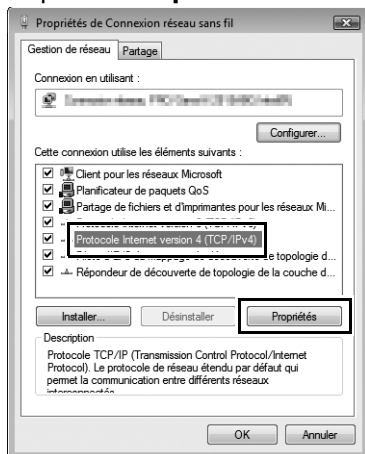 Propriétés de Connexion réseau sans fil
Gestion de réseau Partage
Connexion en utilisant :
Configurer...
Cette connexion utilise les éléments suivants :
Client pour les réseaux Microsoft
Planificateur de paquets QoS
Partage de fichiers et d'imprimantes pour les réseaux Mi...
Protocole Internet version 4 (TCP/IPv4)
e topologie d...
Répondeur de découverte de topologie de la couche d...
Installer... Désinstaller Propriétés
Description
Protocole TCP/IP (Transmission Control Protocol/Internet
Protocol). Le protocole de réseau étendu par défaut qui
permet la communication entre différents réseaux
OK Annuler